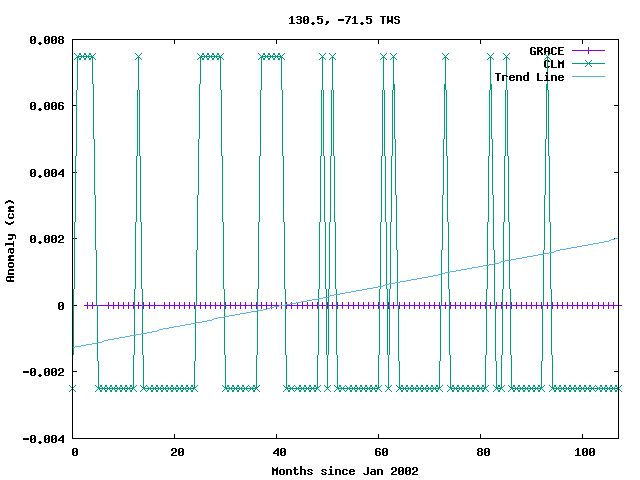 130.5, -71.5 TWS
GRACE
CLM
Trend Line
0.008
0.006
0.004
0.002
0
-0.002
-0.004
Anomaly (cm)
0 20 40 60 80 100
Months since Jan 2002